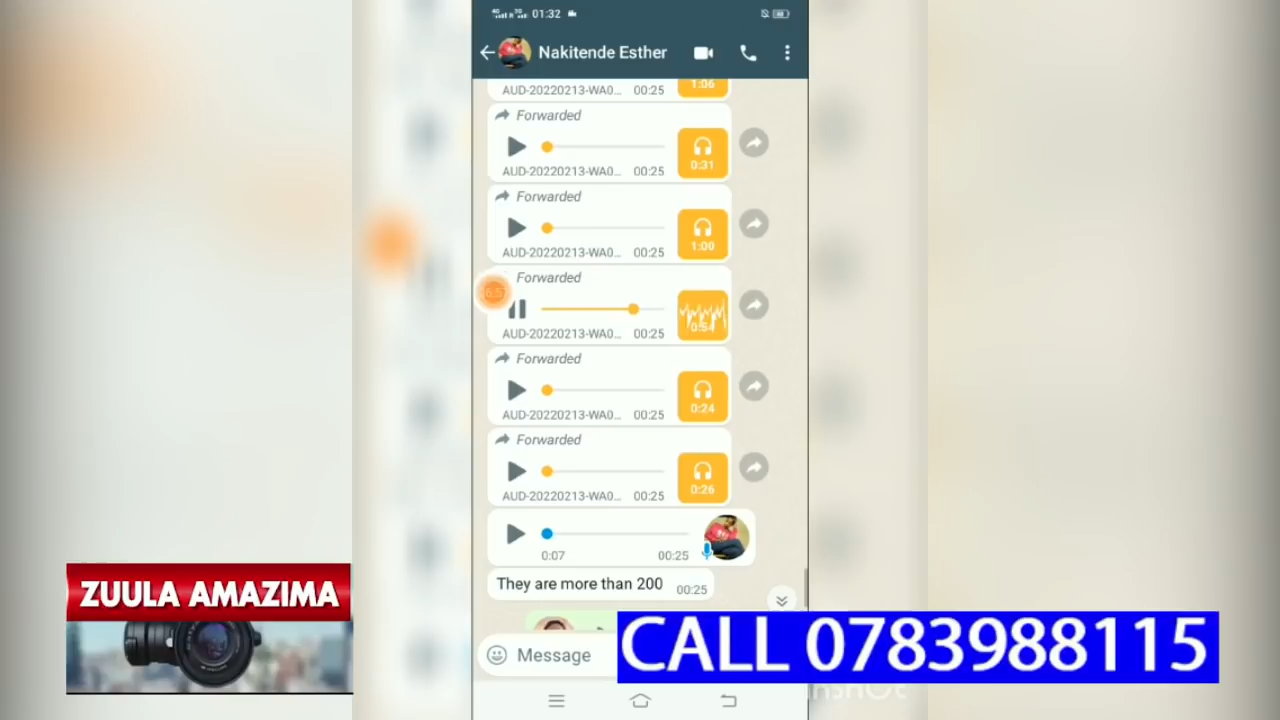 01:32
Nakitende Esther
1:06
AUD-20220213-WA0... 00:25
Forwarded
0:31
AUD-20220213-WA0... 00:25
Forwarded
1:00
AUD-20220213-WA0... 00:25
Forwarded
0:54
AUD-20220213-WA0... 00:25
Forwarded
0:24
AUD-20220213-WA0... 00:25
Forwarded
0:26
AUD-20220213-WA0... 00:25
0:07 00:25
They are more than 200 00:25
Message
ZUULA AMAZIMA
CALL 0783988115